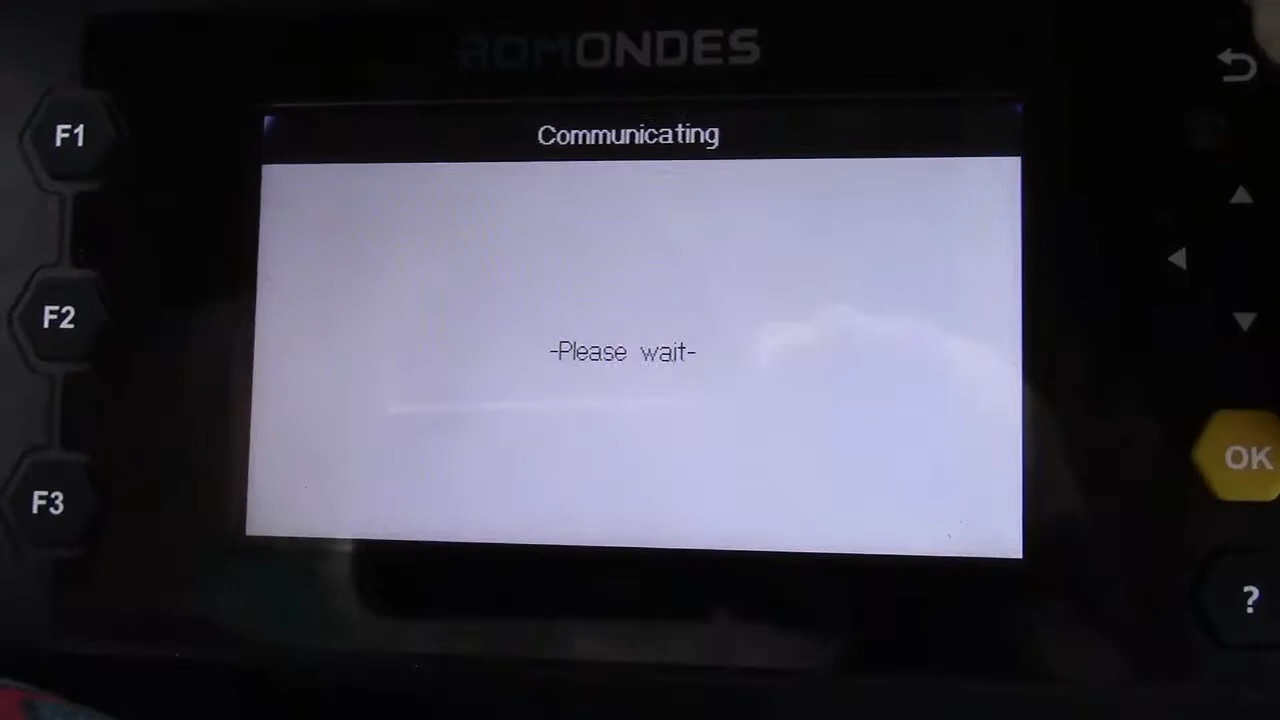 ROMONDES
F1
Communicating
F2
-Please wait-
F3
OK
?